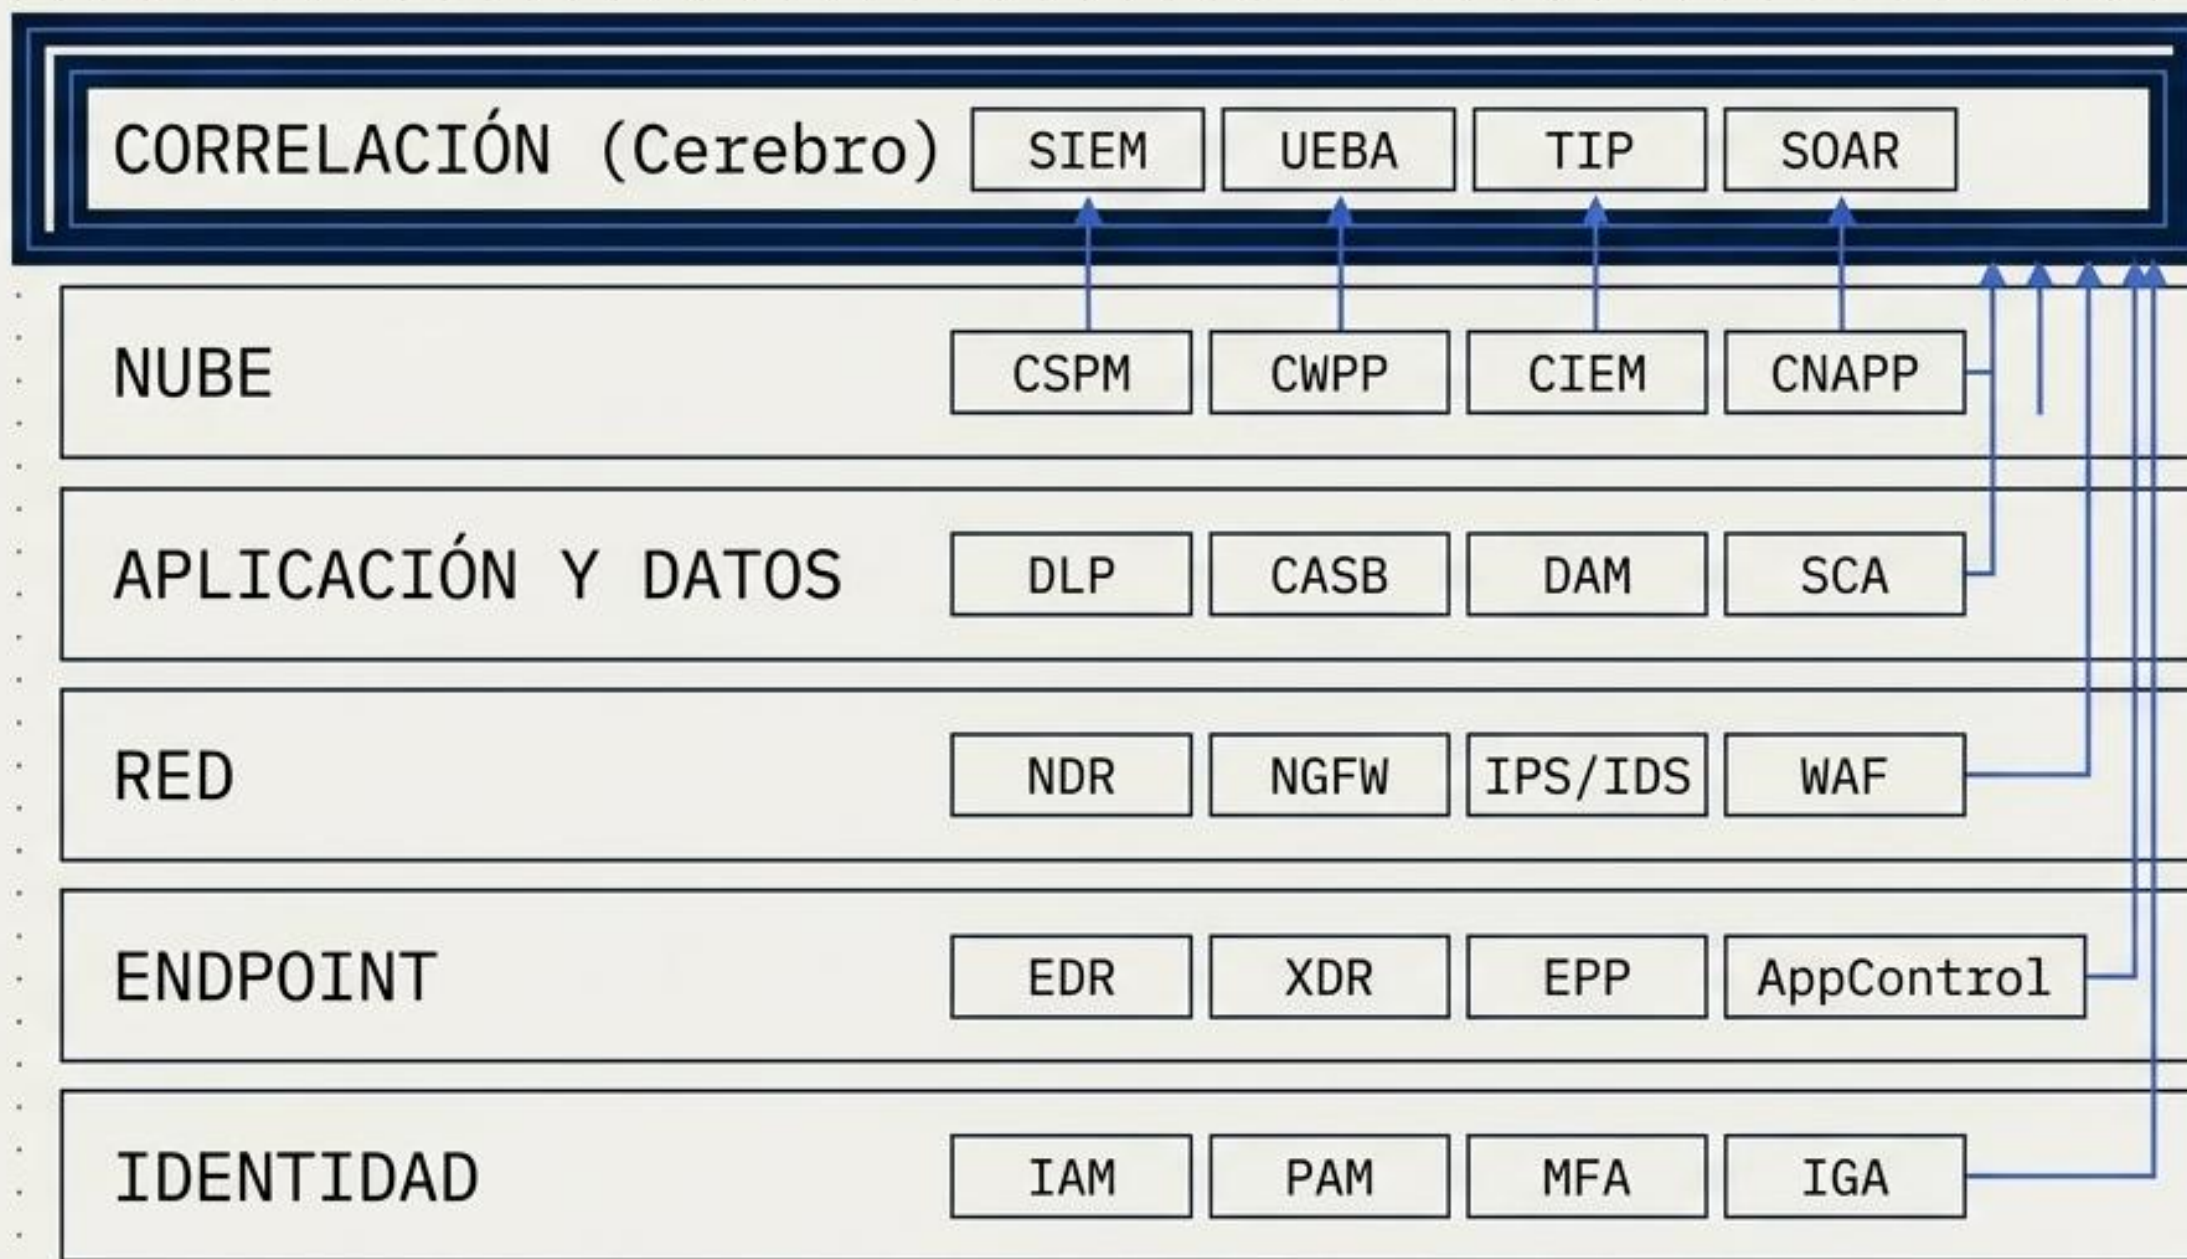 CORRELACIÓN (Cerebro) SIEM UEBA TIP SOAR
NUBE CSPM CWPP CIEM CNAPP
APLICACIÓN Y DATOS DLP CASB DAM SCA
RED NDR NGFW IPS/IDS WAF
ENDPOINT EDR XDR EPP AppControl
IDENTIDAD IAM PAM MFA IGA